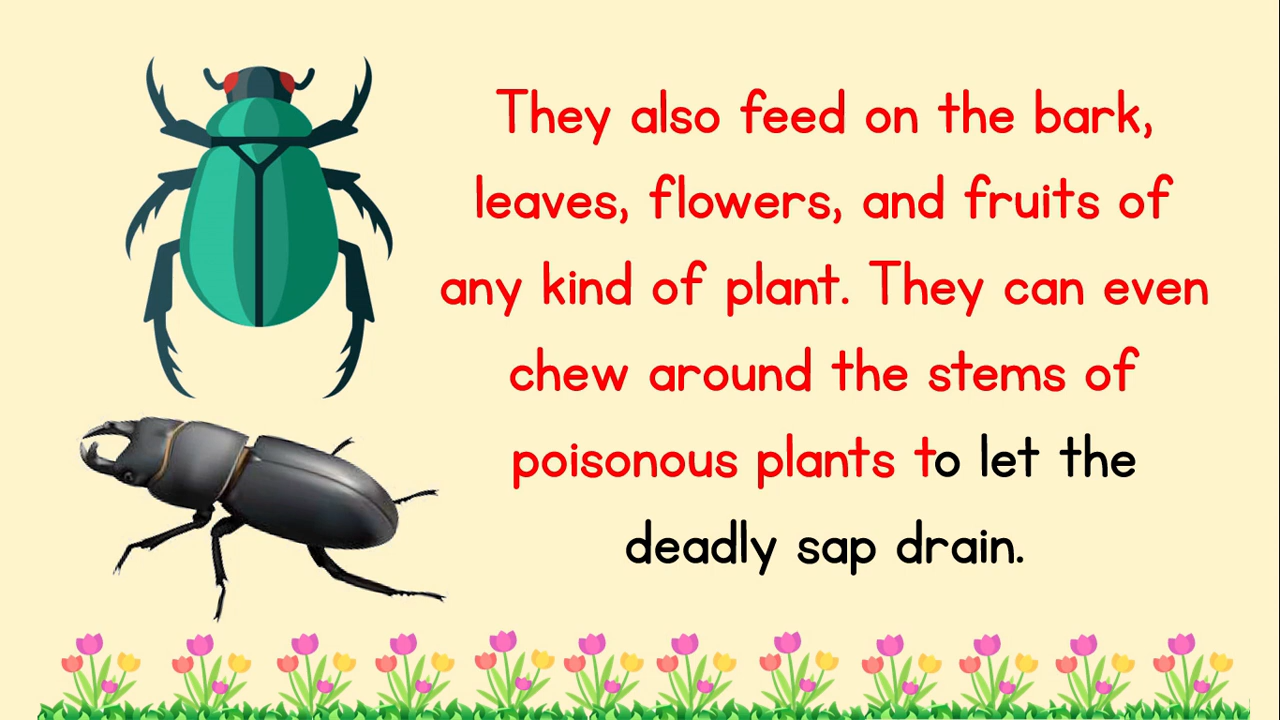 They also feed on the bark,
leaves, flowers, and fruits of
any kind of plant. They can even
chew around the stems of
poisonous plants to let the
deadly sap drain.